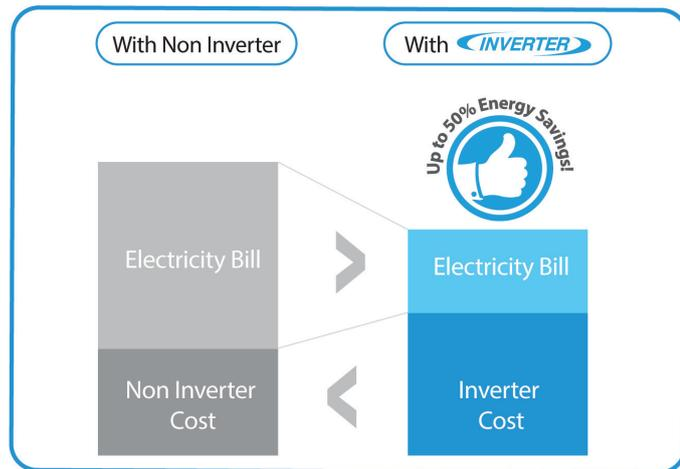 With Non Inverter
With INVERTER
Up to 50% Energy Savings!
Electricity Bill
Electricity Bill
Non Inverter
Cost
Inverter
Cost